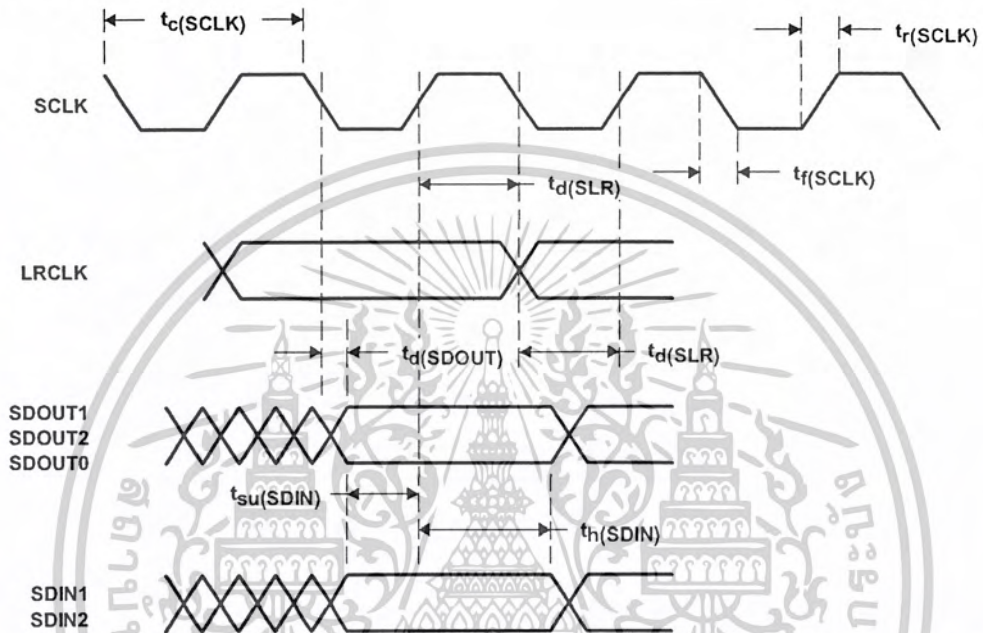 tc(SCLK)
tr(SCLK)
SCLK
td(SLR)
tf(SCLK)
LRCLK
td(SDOUT)
td(SLR)
SDOUT1
SDOUT2
SDOUT0
tsu(SDIN)
th(SDIN)
SDIN1
SDIN2